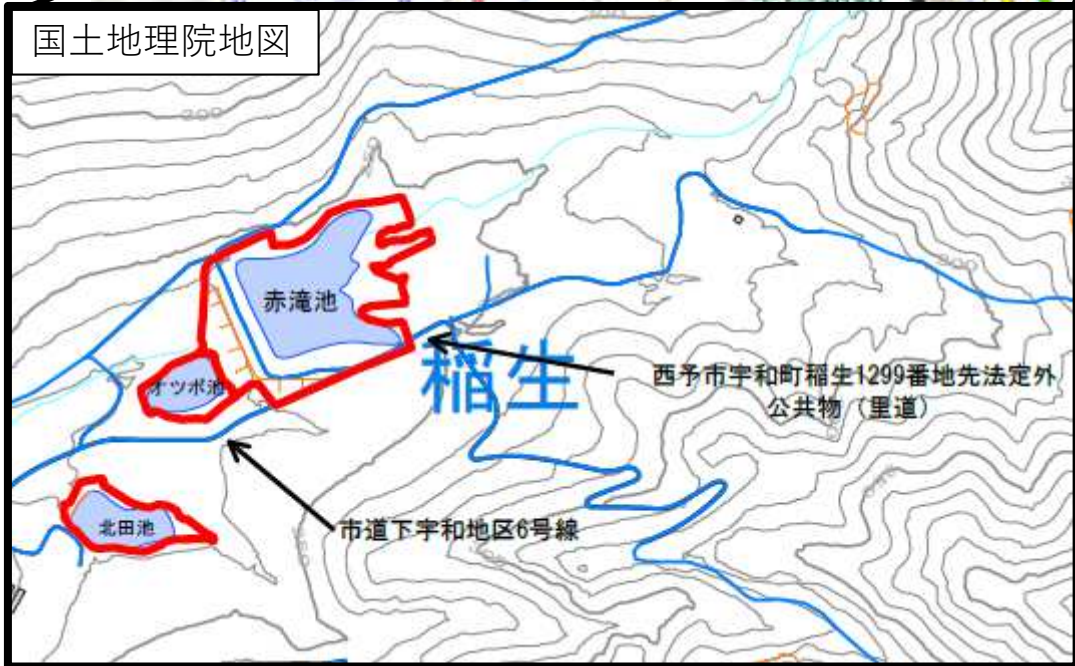 国土地理院地図
赤滝池
オツボ池
稲生
西予市宇和町稲生1299番地先法定外
公共物（里道）
市道下宇和地区6号線
北田池